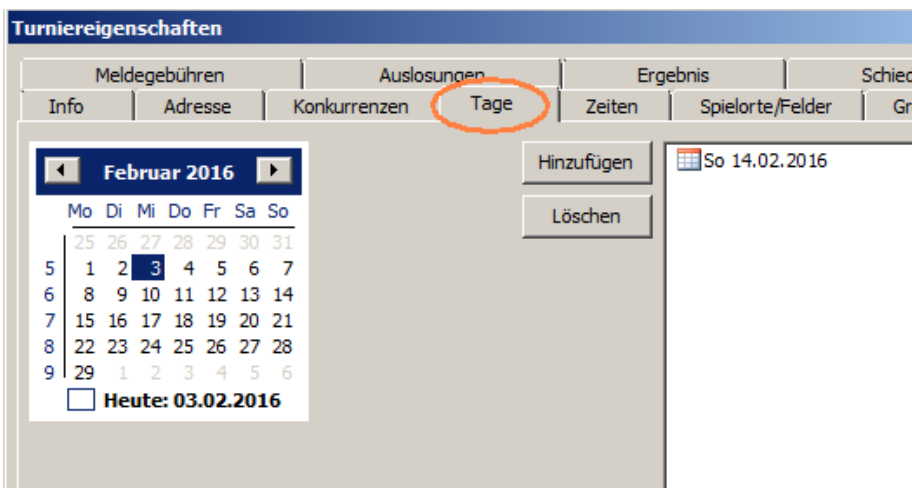 Turniereigenschaften
Meldegebühren Auslosungen Ergebnis Schied
Info Adresse Konkurrenzen Tage Zeiten Spielorte/Felder Gr
Februar 2016
Mo Di Mi Do Fr Sa So
25 26 27 28 29 30 31
5 1 2 3 4 5 6 7
6 8 9 10 11 12 13 14
7 15 16 17 18 19 20 21
8 22 23 24 25 26 27 28
9 29 1 2 3 4 5 6
Heute: 03.02.2016
Hinzufügen
Löschen
So 14.02.2016